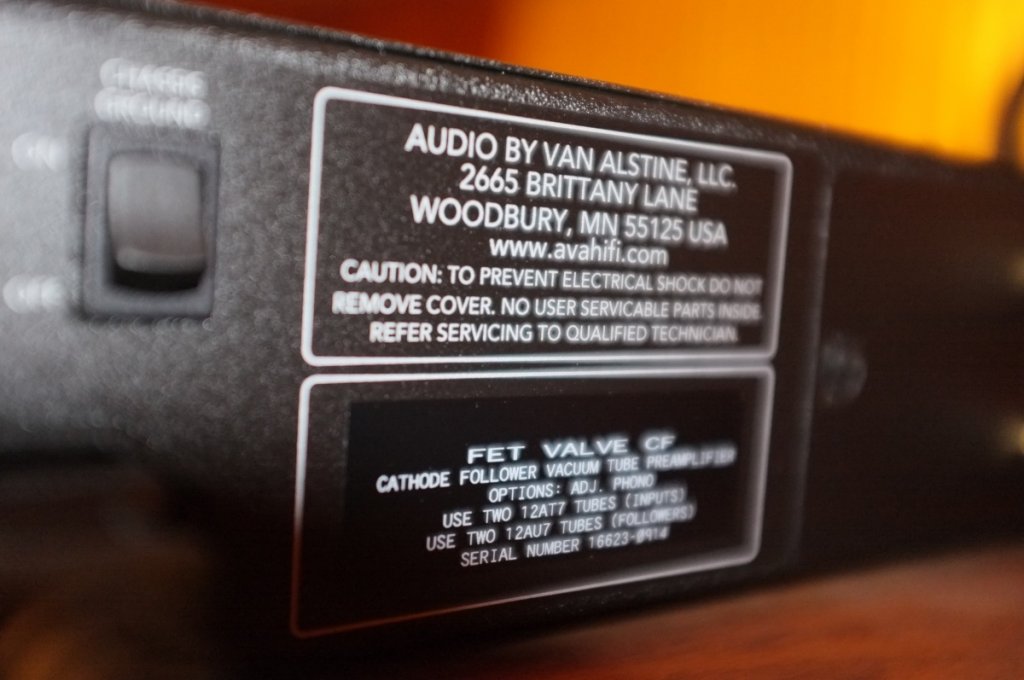 CHASSIS
GROUND
ON
OFF
AUDIO BY VAN ALSTINE, LLC.
2665 BRITTANY LANE
WOODBURY, MN 55125 USA
www.avahifi.com
CAUTION: TO PREVENT ELECTRICAL SHOCK DO NOT
REMOVE COVER. NO USER SERVICABLE PARTS INSIDE.
REFER SERVICING TO QUALIFIED TECHNICIAN.
FET VALVE CF
CATHODE FOLLOWER VACUUM TUBE PREAMPLIFIER
OPTIONS: ADJ. PHONO
USE TWO 12AT7 TUBES (INPUTS)
USE TWO 12AU7 TUBES (FOLLOWERS)
SERIAL NUMBER 16623-0914